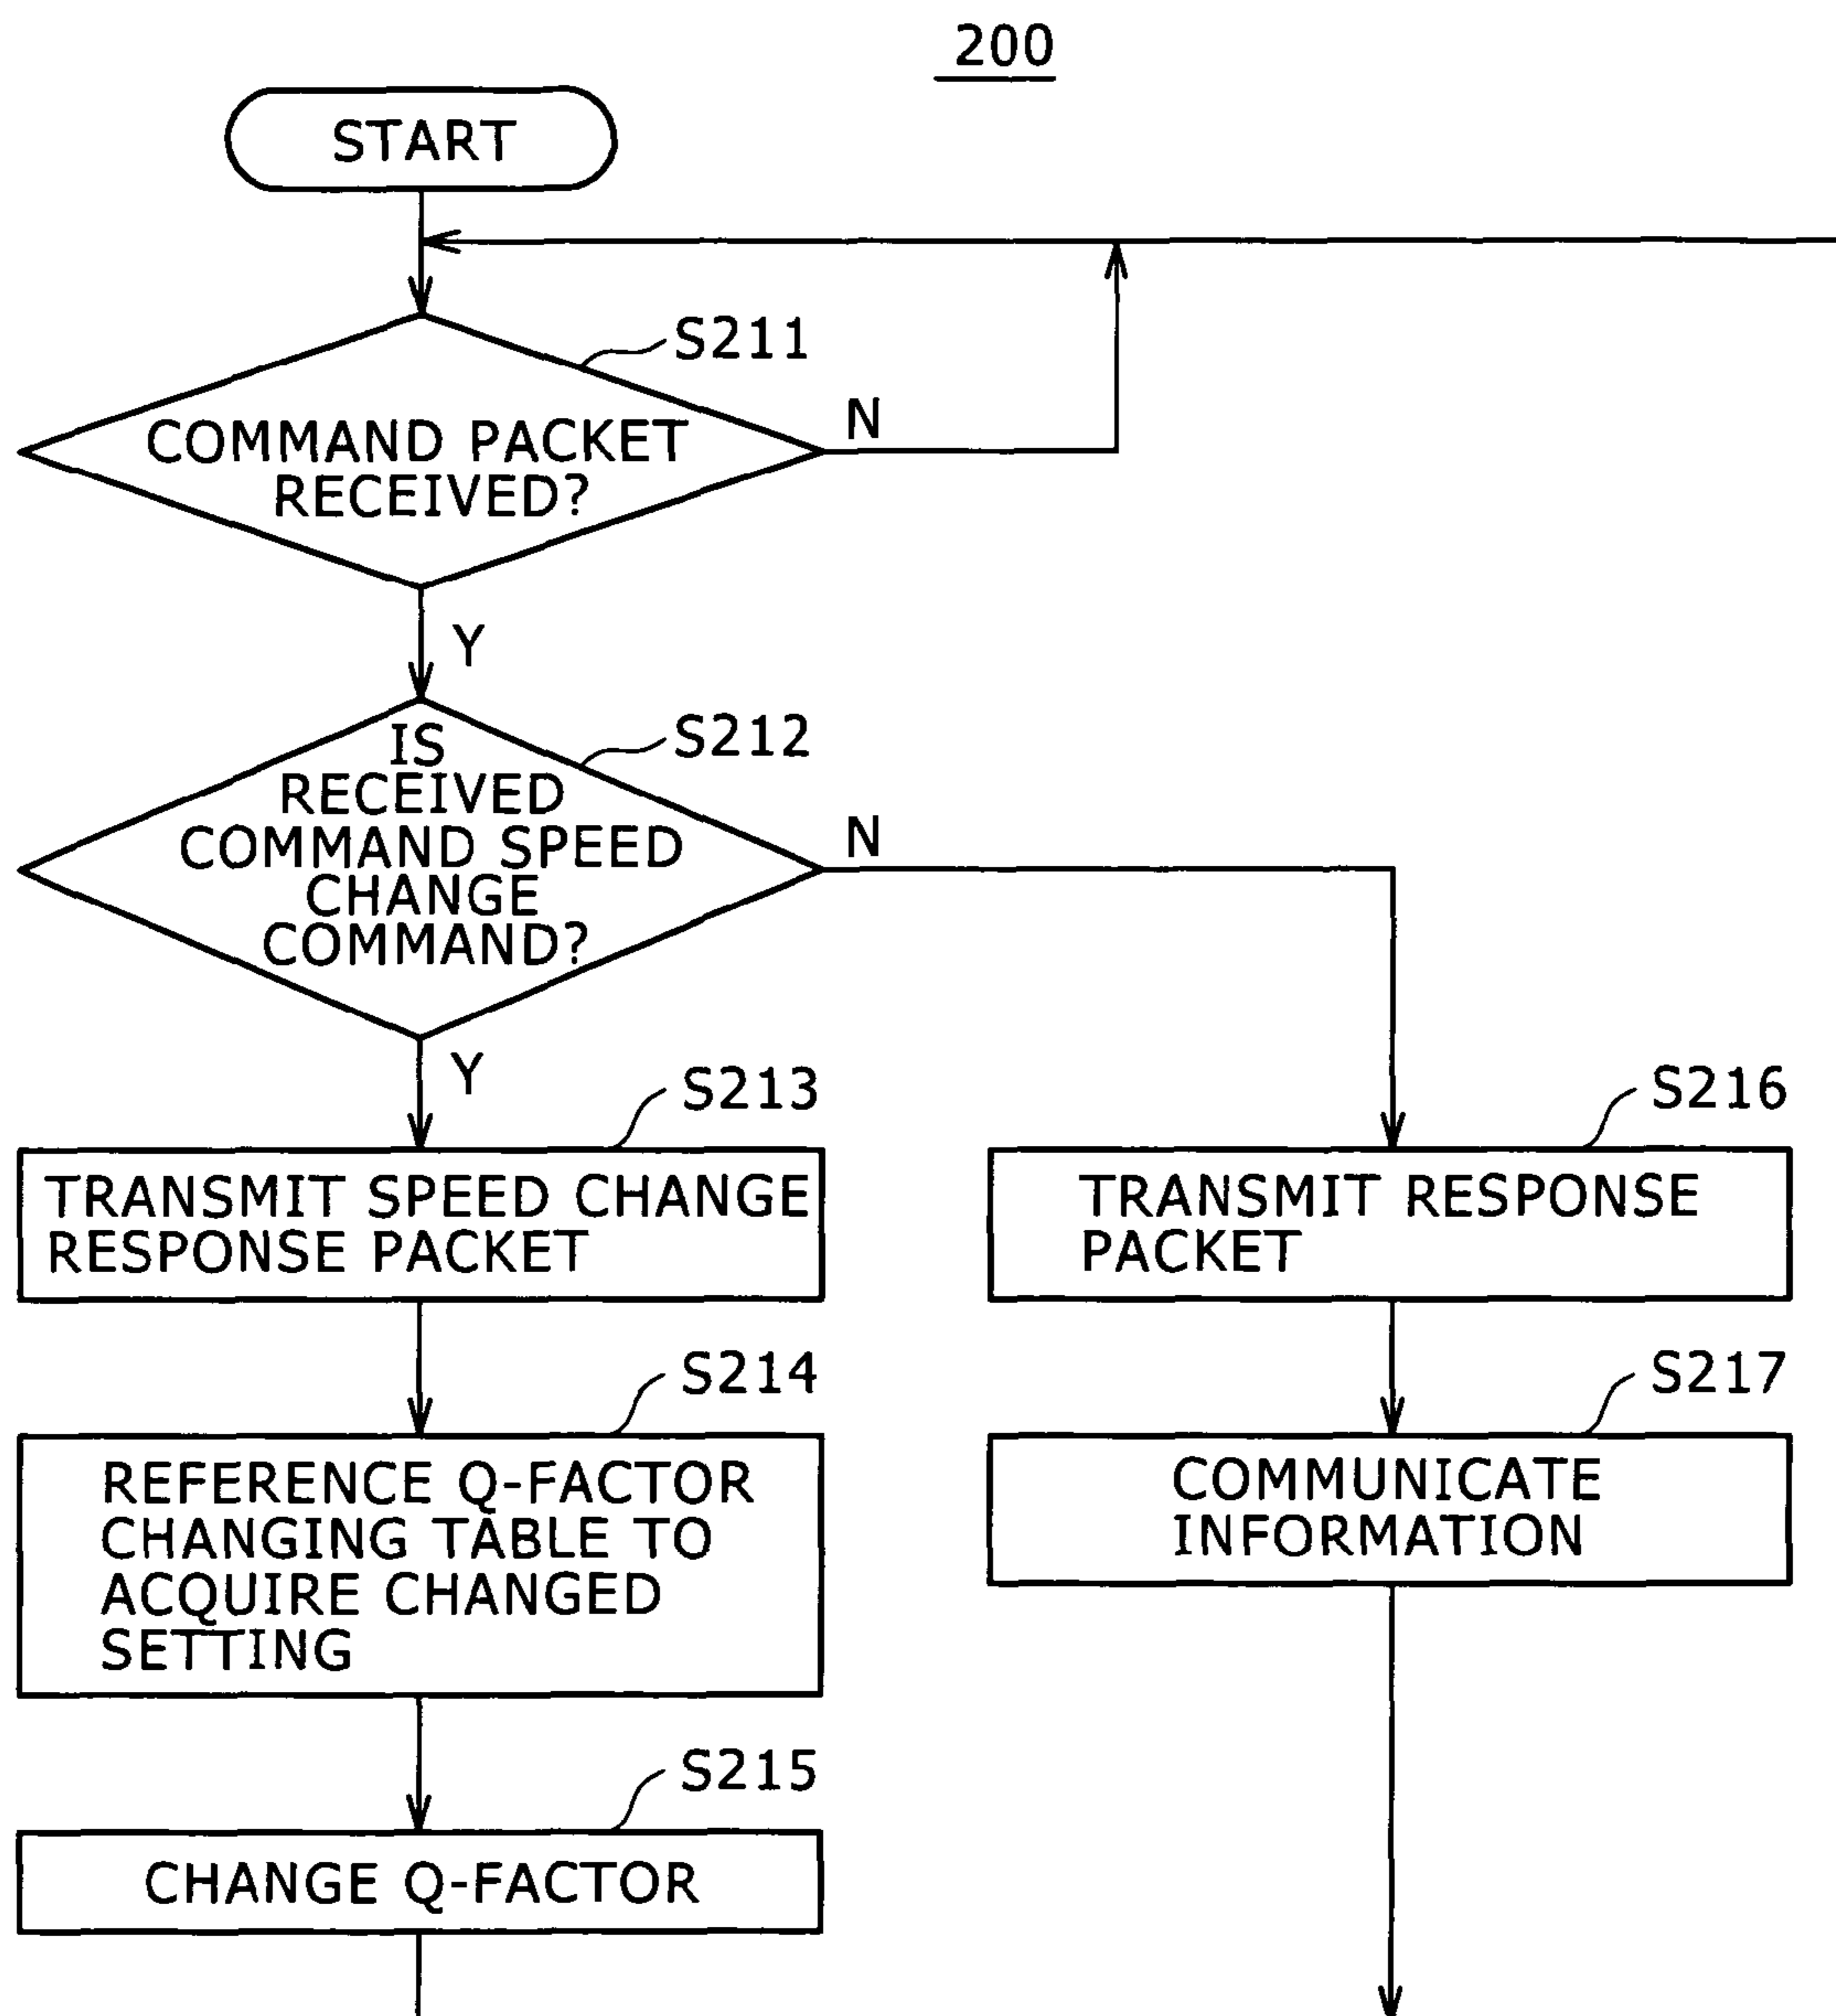 200
START
S211
COMMAND PACKET
RECEIVED?
N
Y
S212
IS
RECEIVED
COMMAND SPEED
CHANGE
COMMAND?
N
Y
S213
TRANSMIT SPEED CHANGE
RESPONSE PACKET
S216
TRANSMIT RESPONSE
PACKET
S214
REFERENCE Q-FACTOR
CHANGING TABLE TO
ACQUIRE CHANGED
SETTING
S217
COMMUNICATE
INFORMATION
S215
CHANGE Q-FACTOR